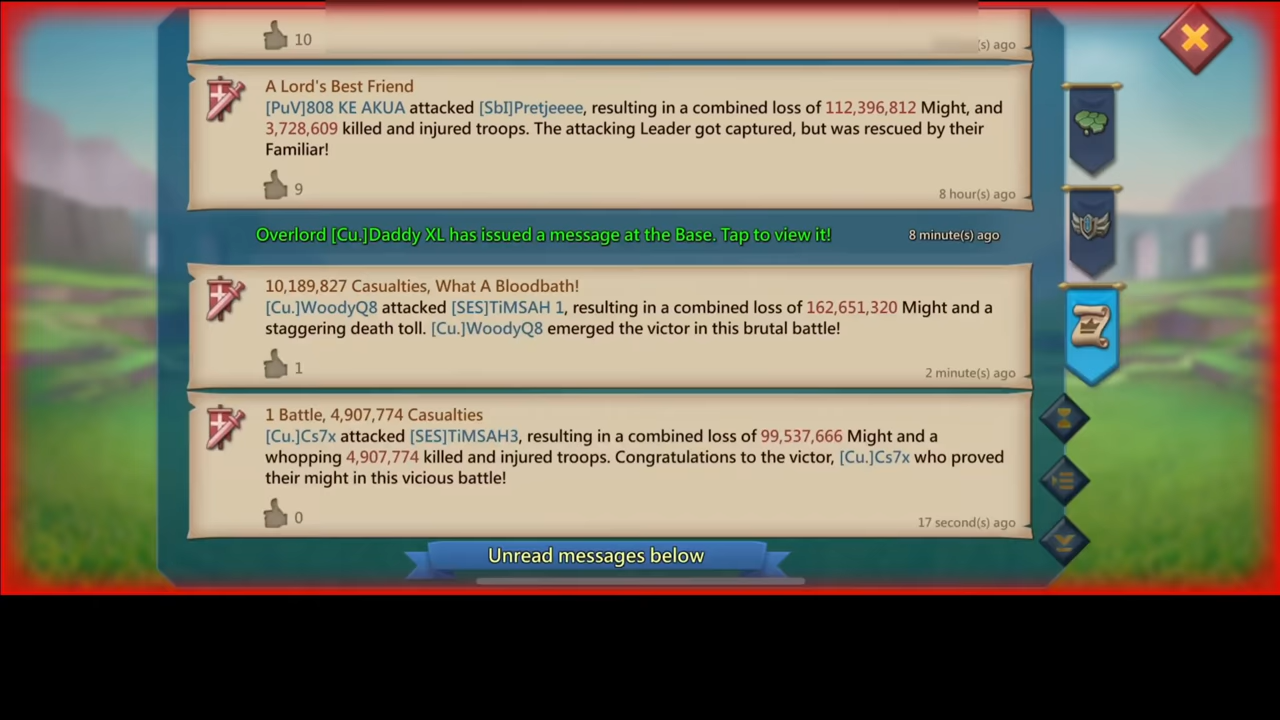 10
(s) ago
A Lord's Best Friend
[PuV]808 KE AKUA attacked [SbI]Pretjeeee, resulting in a combined loss of 112,396,812 Might, and
3,728,609 killed and injured troops. The attacking Leader got captured, but was rescued by their
Familiar!
9
8 hour(s) ago
Overlord [Cu.]Daddy XL has issued a message at the Base. Tap to view it!
8 minute(s) ago
10,189,827 Casualties, What A Bloodbath!
[Cu.]WoodyQ8 attacked [SES]TiMSAH 1, resulting in a combined loss of 162,651,320 Might and a
staggering death toll. [Cu.]WoodyQ8 emerged the victor in this brutal battle!
1
2 minute(s) ago
1 Battle, 4,907,774 Casualties
[Cu.]Cs7x attacked [SES]TiMSAH3, resulting in a combined loss of 99,537,666 Might and a
whopping 4,907,774 killed and injured troops. Congratulations to the victor, [Cu.]Cs7x who proved
their might in this vicious battle!
0
17 second(s) ago
Unread messages below